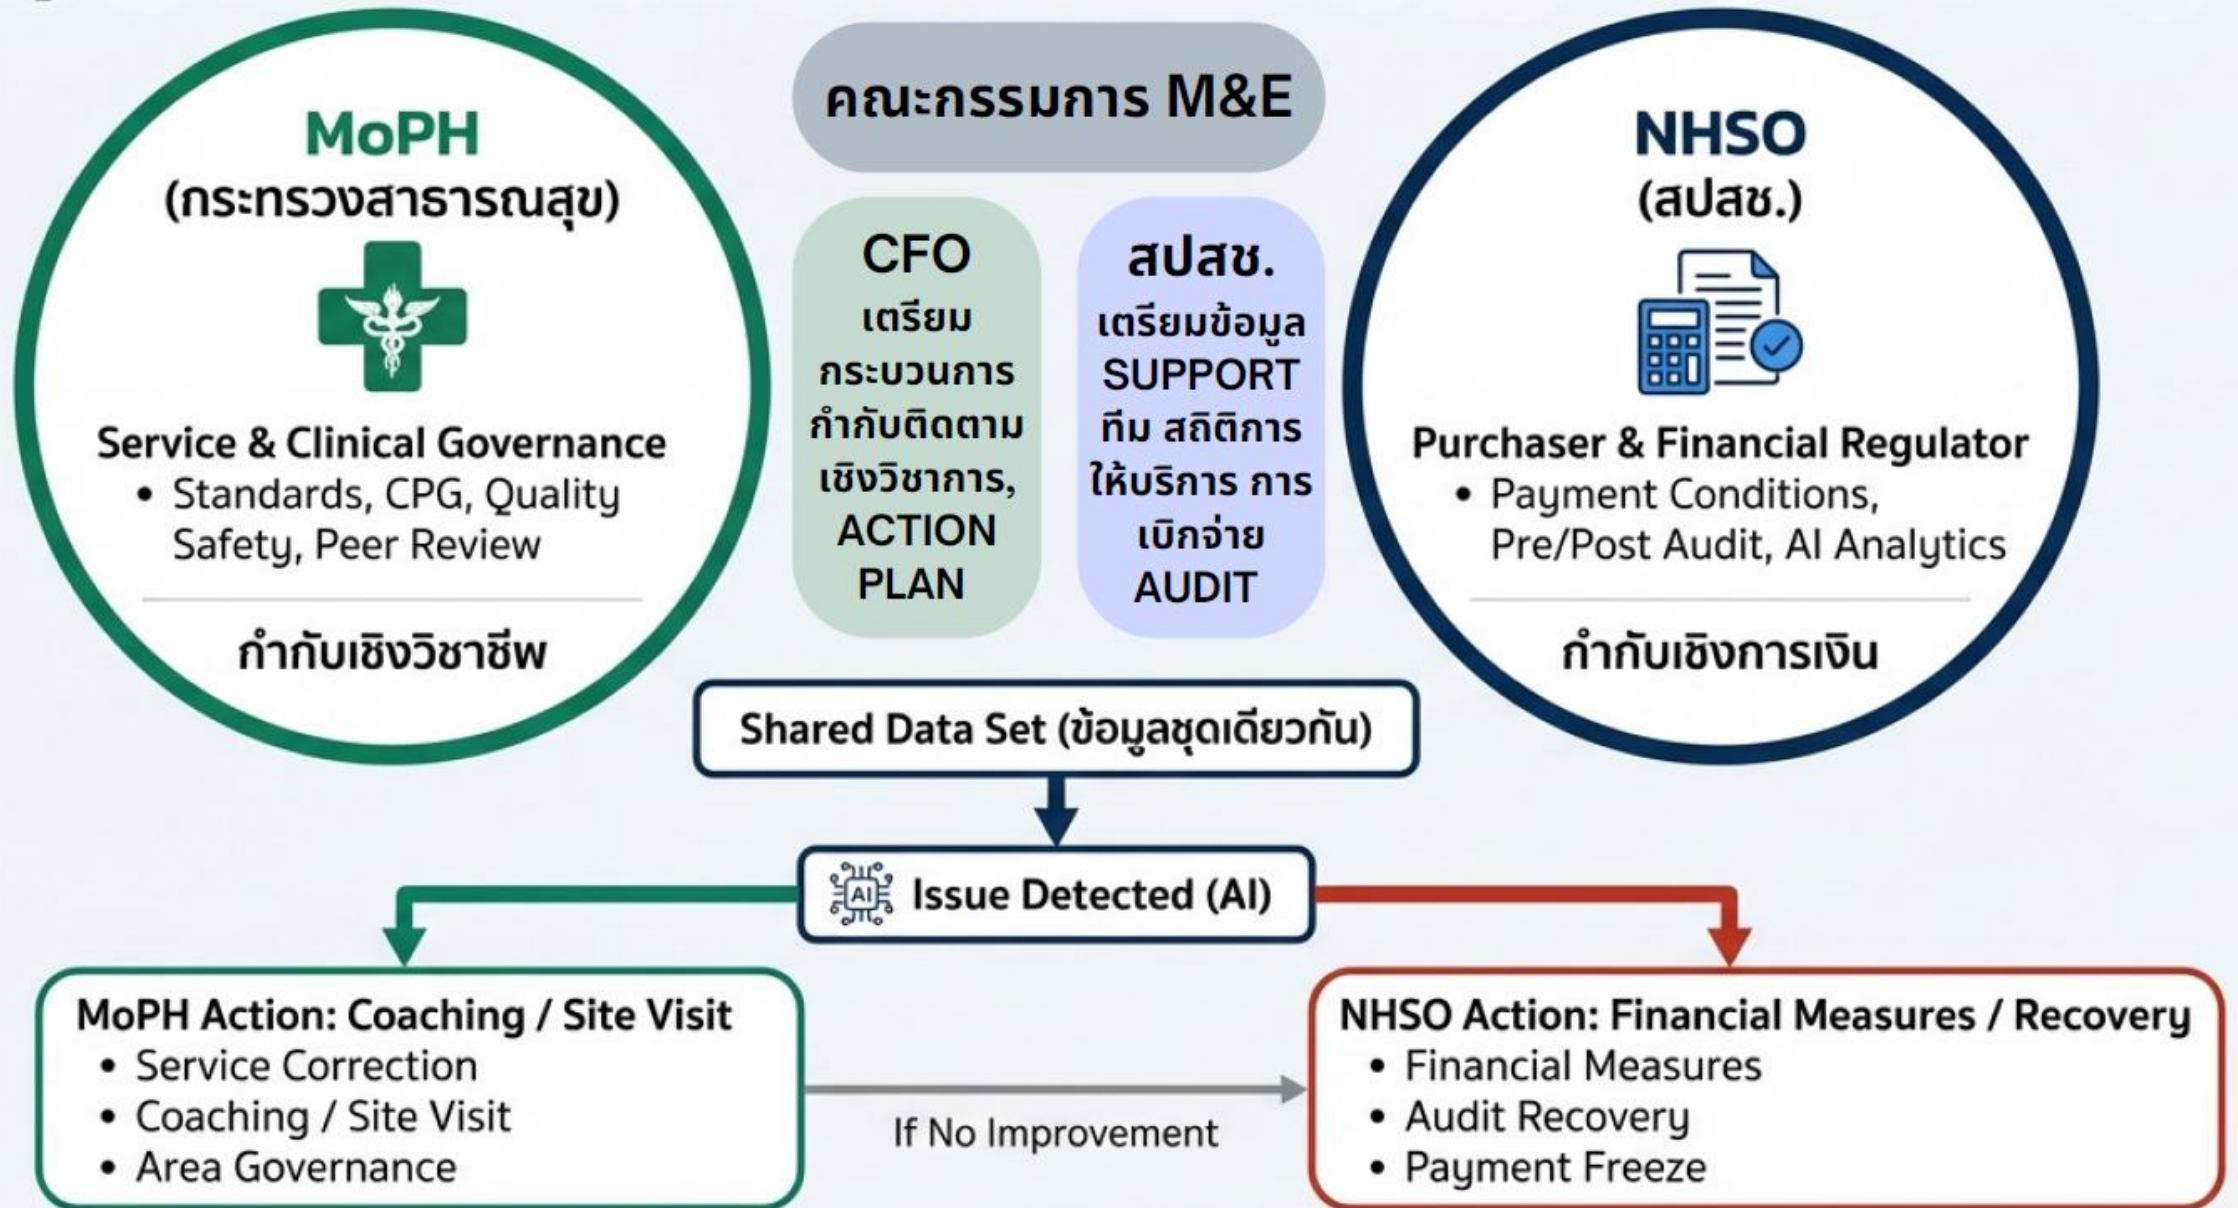 MoPH
(กระทรวงสาธารณสุข)
Service & Clinical Governance
• Standards, CPG, Quality
Safety, Peer Review
กำกับเชิงวิชาชีพ
คณะกรรมการ M&E
CFO
เตรียม
กระบวนการ
กำกับติดตาม
เชิงวิชาการ,
ACTION
PLAN
สปสช.
เตรียมข้อมูล
SUPPORT
ทีม สถิติการ
ให้บริการ การ
เบิกจ่าย
AUDIT
NHSO
(สปสช.)
Purchaser & Financial Regulator
• Payment Conditions,
Pre/Post Audit, AI Analytics
กำกับเชิงการเงิน
Shared Data Set (ข้อมูลชุดเดียวกัน)
AI
Issue Detected (AI)
MoPH Action: Coaching / Site Visit
• Service Correction
• Coaching / Site Visit
• Area Governance
If No Improvement
NHSO Action: Financial Measures / Recovery
• Financial Measures
• Audit Recovery
• Payment Freeze